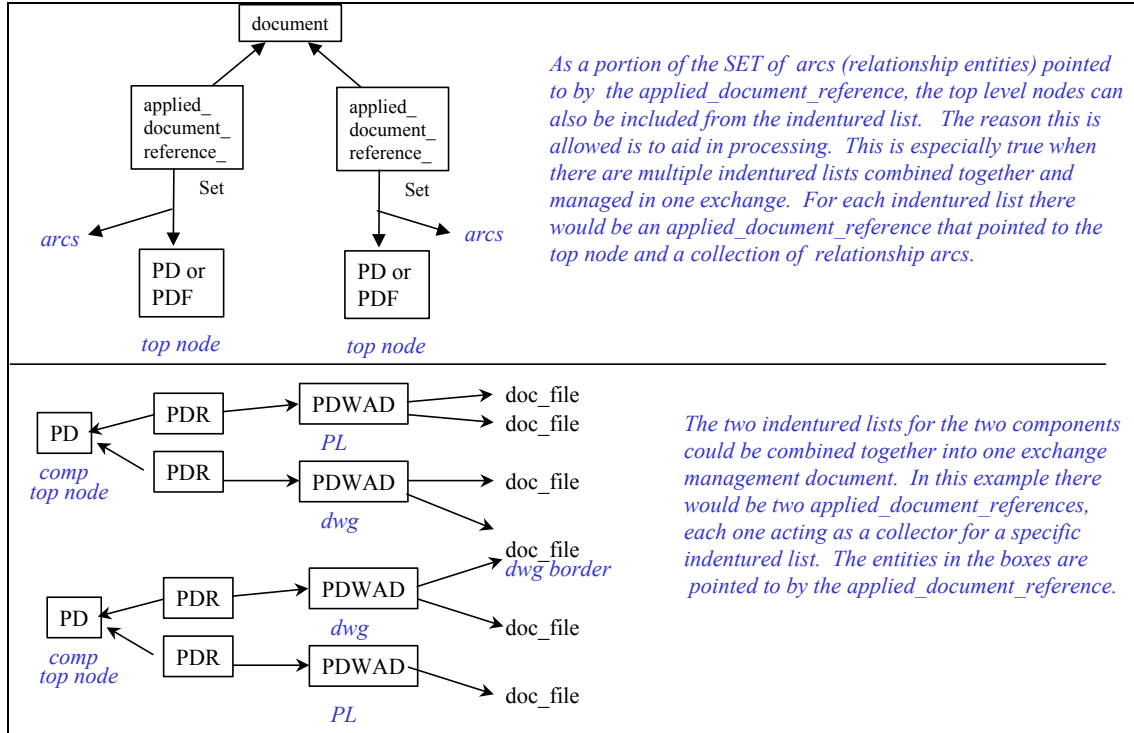 document
applied_
document_
reference_
applied_
document_
reference_
Set
Set
arcs
arcs
PD or
PDF
PD or
PDF
top node
top node
As a portion of the SET of arcs (relationship entities) pointed
to by the applied_document_reference, the top level nodes can
also be included from the indentured list. The reason this is
allowed is to aid in processing. This is especially true when
there are multiple indentured lists combined together and
managed in one exchange. For each indentured list there
would be an applied_document_reference that pointed to the
top node and a collection of relationship arcs.
PD
comp
top node
PDR
PDWAD
PL
doc_file
doc_file
PDR
PDWAD
dwg
doc_file
doc_file
dwg border
PD
comp
top node
PDR
PDWAD
dwg
doc_file
PDR
PDWAD
PL
doc_file
The two indentured lists for the two components
could be combined together into one exchange
management document. In this example there
would be two applied_document_references,
each one acting as a collector for a specific
indentured list. The entities in the boxes are
pointed to by the applied_document_reference.